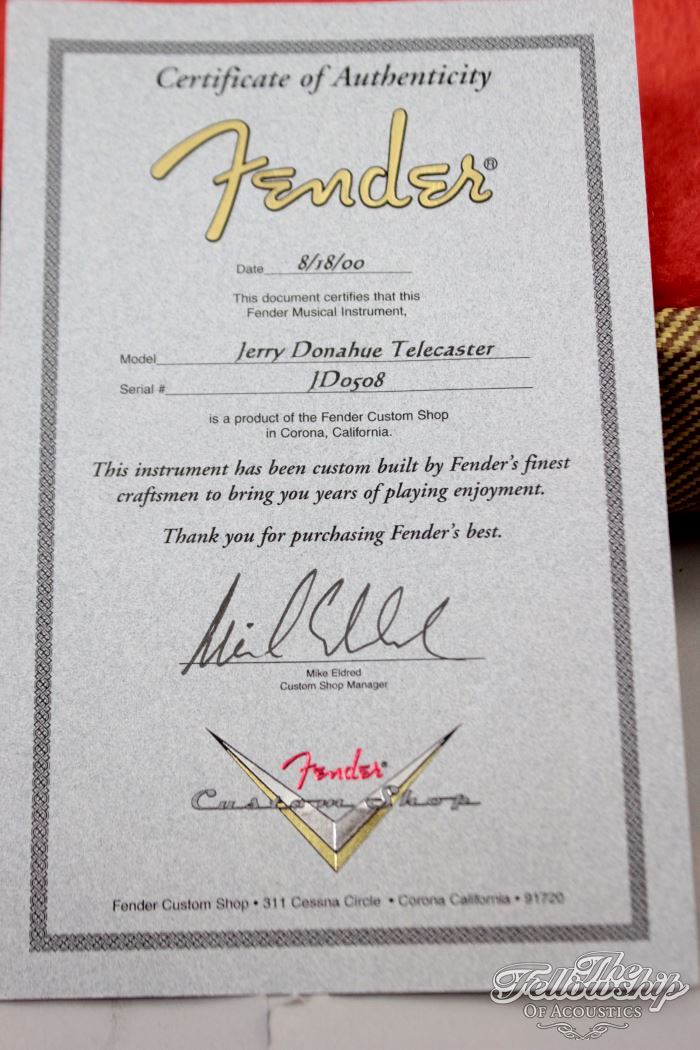 Certificate of Authenticity
Fender®
Date 8/18/00
This document certifies that this
Fender Musical Instrument,
Model Jerry Donahue Telecaster
Serial # JD0508
is a product of the Fender Custom Shop
in Corona, California.
This instrument has been custom built by Fender's finest
craftsmen to bring you years of playing enjoyment.
Thank you for purchasing Fender's best.
Mike Eldred
Mike Eldred
Custom Shop Manager
Fender®
Custom Shop
Fender Custom Shop • 311 Cessna Circle • Corona California • 91720
The
Fellowship
Of Acoustics